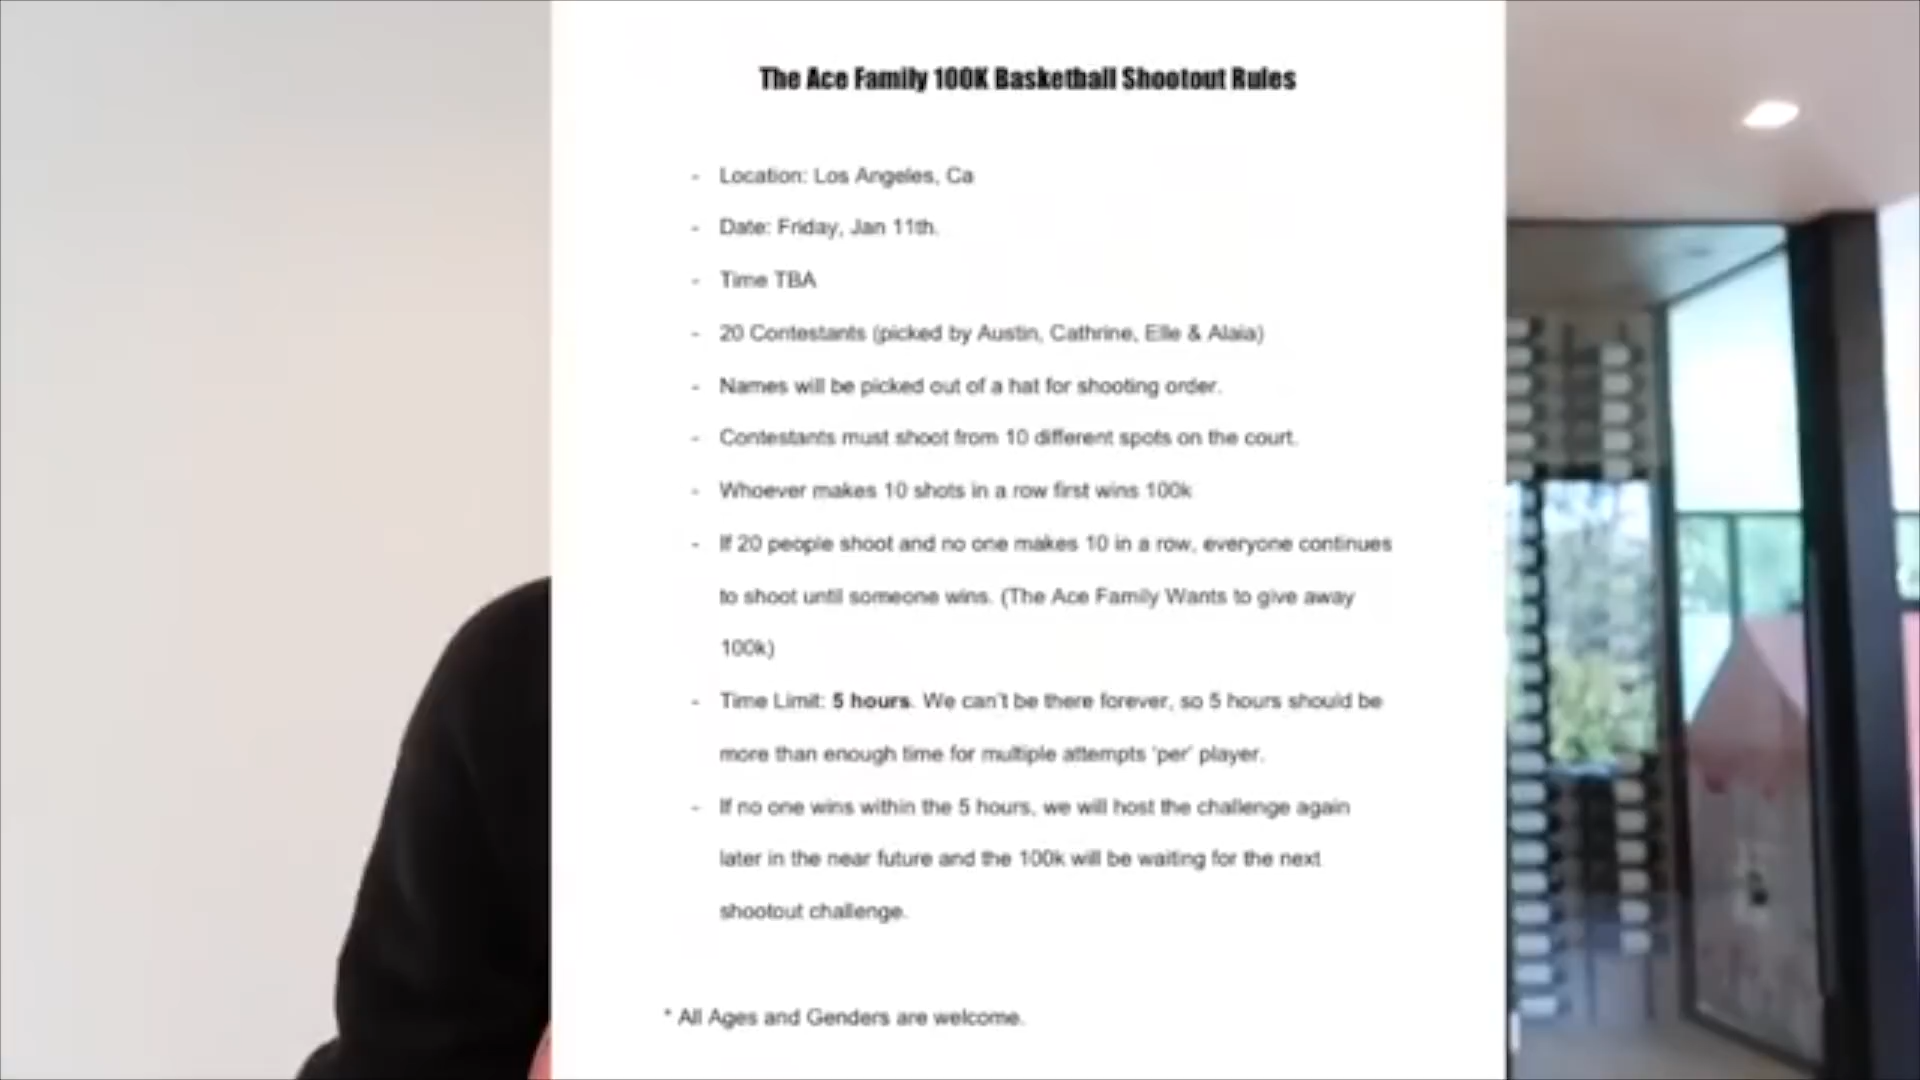 The Ace Family 100K Basketball Shootout Rules
- Location: Los Angeles, Ca
- Date: Friday, Jan 11th.
- Time TBA
- 20 Contestants (picked by Austin, Cathrine, Elle & Alaia)
- Names will be picked out of a hat for shooting order.
- Contestants must shoot from 10 different spots on the court.
- Whoever makes 10 shots in a row first wins 100k
- If 20 people shoot and no one makes 10 in a row, everyone continues
to shoot until someone wins. (The Ace Family Wants to give away
100k)
- Time Limit: 5 hours. We can't be there forever, so 5 hours should be
more than enough time for multiple attempts 'per' player.
- If no one wins within the 5 hours, we will host the challenge again
later in the near future and the 100k will be waiting for the next
shootout challenge.
* All Ages and Genders are welcome.